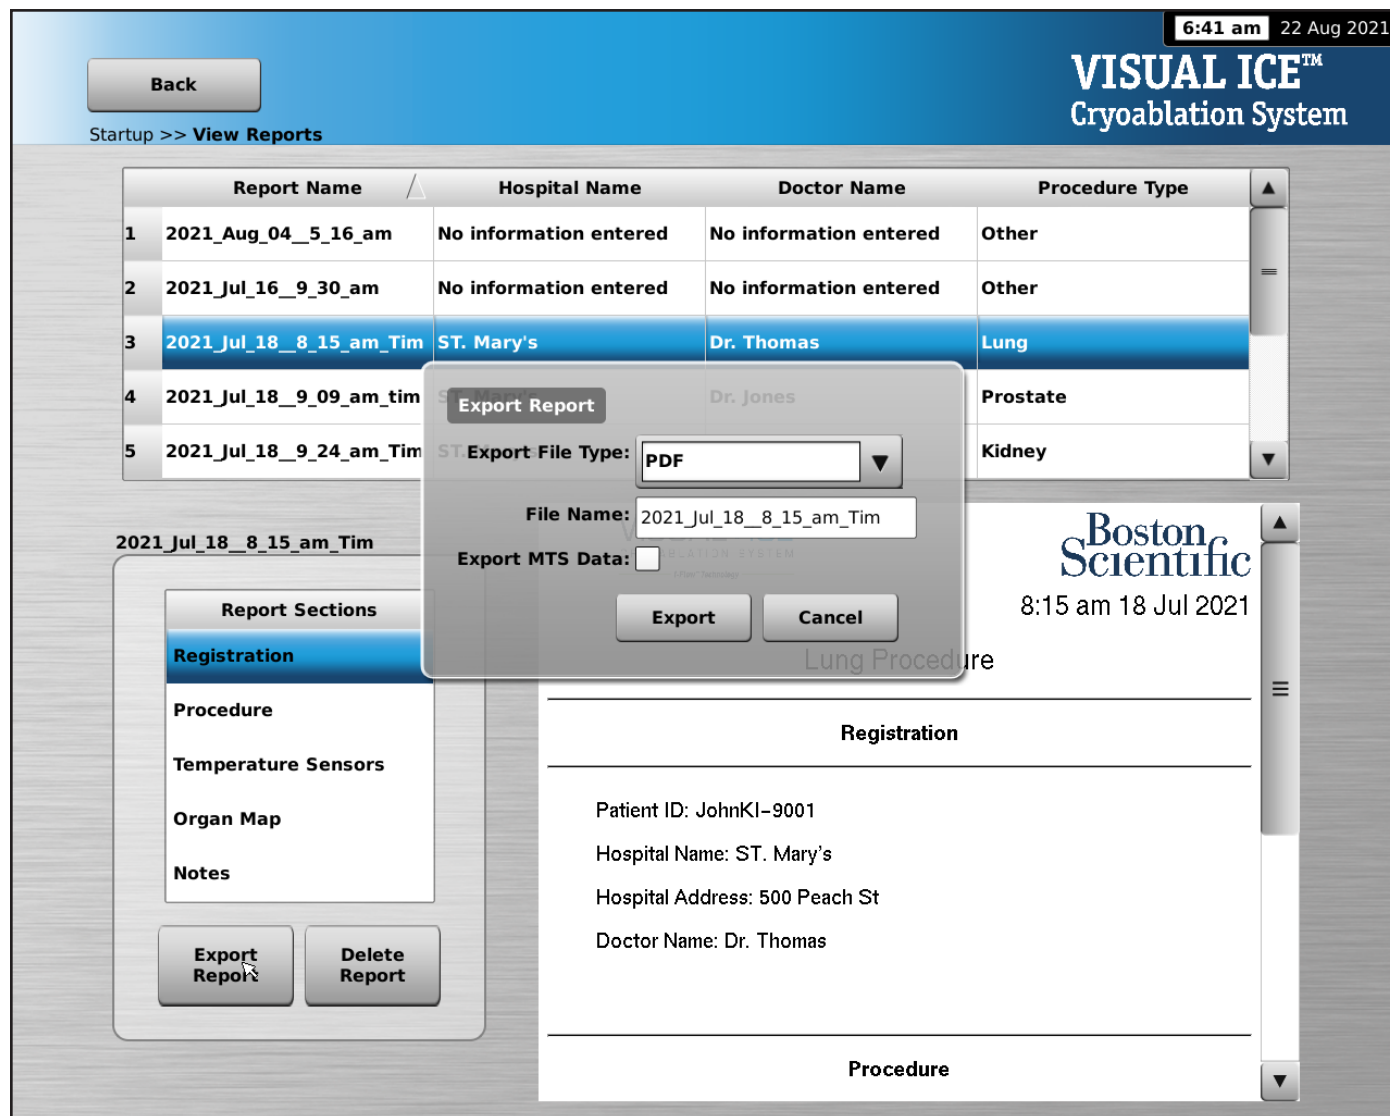 6:41 am 22 Aug 2021
VISUAL ICE™
Cryoablation System
Back
Startup >> View Reports
Report Name Hospital Name Doctor Name Procedure Type
1 2021_Aug_04__5_16_am No information entered No information entered Other
2 2021_Jul_16__9_30_am No information entered No information entered Other
3 2021_Jul_18__8_15_am_Tim ST. Mary's Dr. Thomas Lung
4 2021_Jul_18__9_09_am_tim ST. Mary's Dr. Jones Prostate
5 2021_Jul_18__9_24_am_Tim ST. Kidney
Export Report
Export File Type: PDF
File Name: 2021_Jul_18__8_15_am_Tim
Export MTS Data:
Export Cancel
2021_Jul_18__8_15_am_Tim
Report Sections
Registration
Procedure
Temperature Sensors
Organ Map
Notes
Export Report
Delete Report
Boston
Scientific
8:15 am 18 Jul 2021
Lung Procedure
Registration
Patient ID: JohnKI-9001
Hospital Name: ST. Mary's
Hospital Address: 500 Peach St
Doctor Name: Dr. Thomas
Procedure